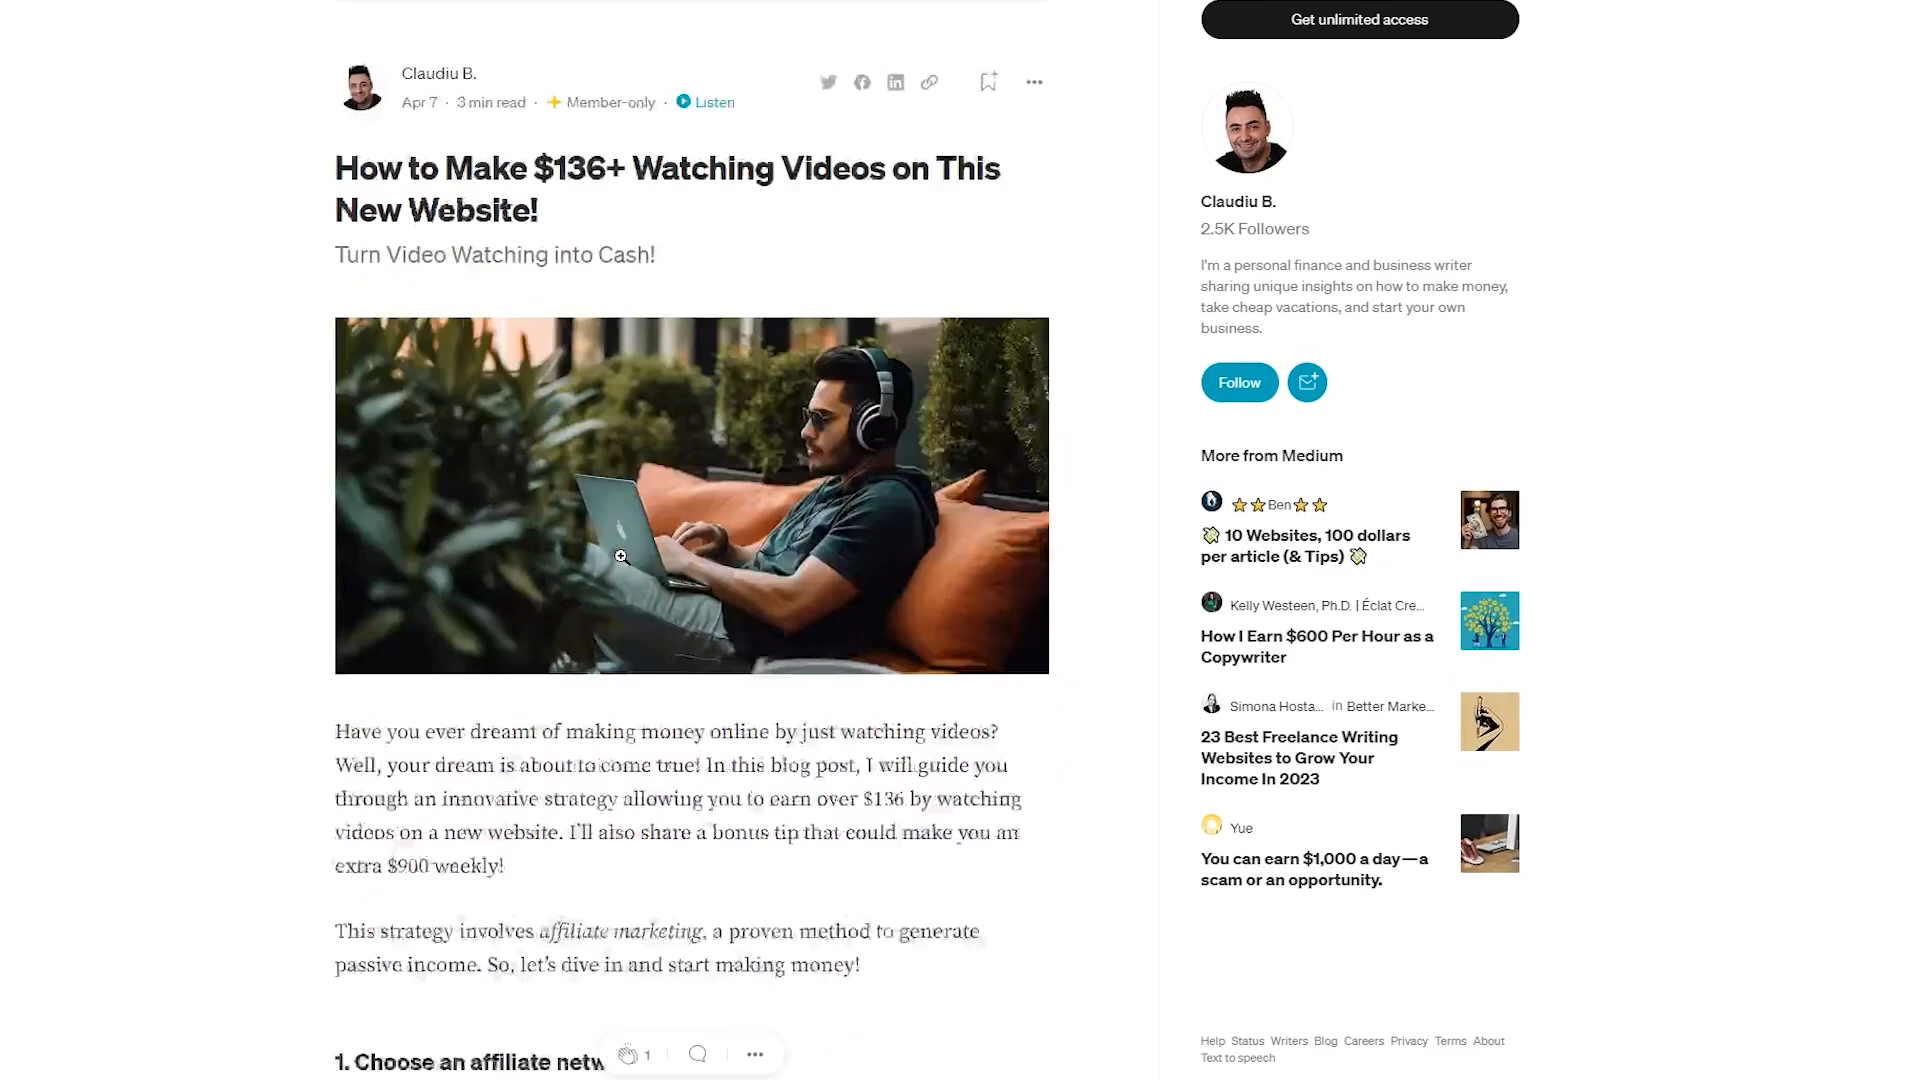 Get unlimited access
Claudiu B.
Apr 7 · 3 min read · Member-only · Listen
How to Make $136+ Watching Videos on This
New Website!
Turn Video Watching into Cash!
Have you ever dreamt of making money online by just watching videos?
Well, your dream is about to come true! In this blog post, I will guide you
through an innovative strategy allowing you to earn over $136 by watching
videos on a new website. I'll also share a bonus tip that could make you an
extra $900 weekly!
This strategy involves affiliate marketing, a proven method to generate
passive income. So, let's dive in and start making money!
1. Choose an affiliate netw
1
Claudiu B.
2.5K Followers
I'm a personal finance and business writer
sharing unique insights on how to make money,
take cheap vacations, and start your own
business.
Follow
More from Medium
⭐⭐Ben⭐⭐
💸 10 Websites, 100 dollars
per article (& Tips) 💸
Kelly Westeen, Ph.D. | Éclat Cre...
How I Earn $600 Per Hour as a
Copywriter
Simona Hosta... in Better Marke...
23 Best Freelance Writing
Websites to Grow Your
Income In 2023
Yue
You can earn $1,000 a day — a
scam or an opportunity.
Help Status Writers Blog Careers Privacy Terms About
Text to speech